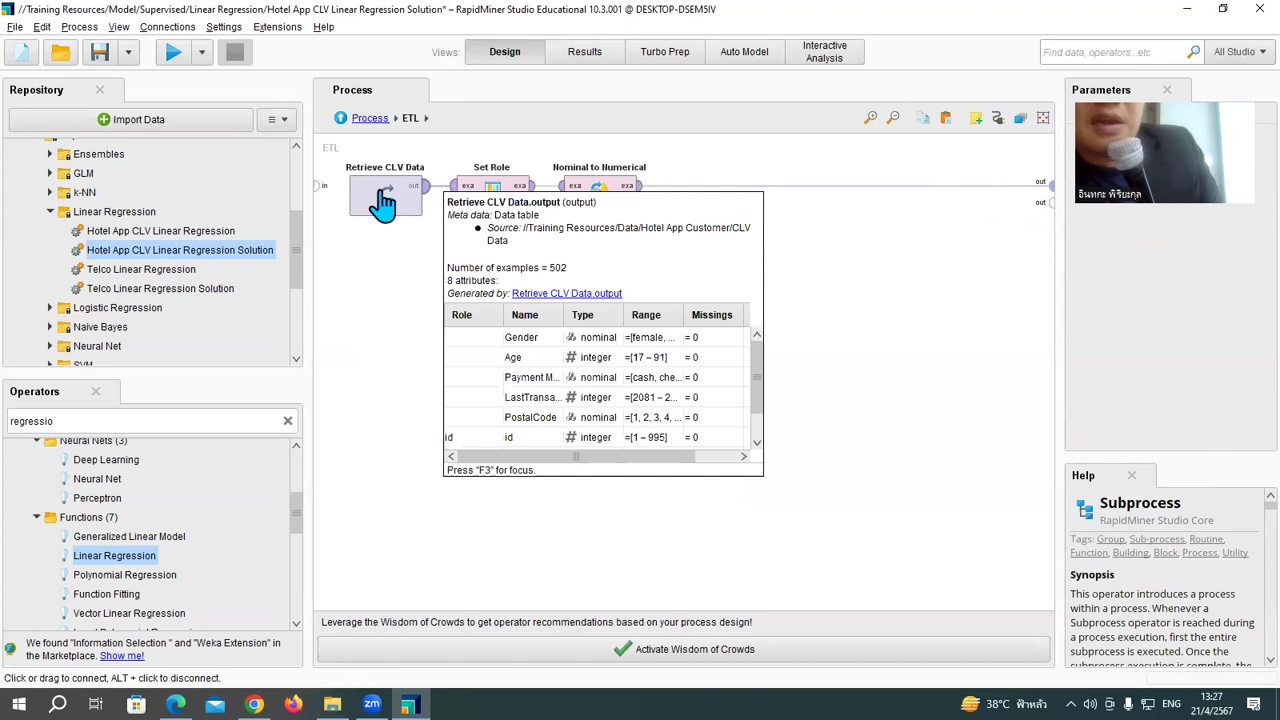 //Training Resources/Model/Supervised/Linear Regression/Hotel App CLV Linear Regression Solution* – RapidMiner Studio Educational 10.3.001 @ DESKTOP-DSEM5IV
File Edit Process View Connections Settings Extensions Help
Views: Design Results Turbo Prep Auto Model Interactive Analysis
Find data, operators...etc All Studio
Repository
Import Data
Ensembles
GLM
k-NN
Linear Regression
Hotel App CLV Linear Regression
Hotel App CLV Linear Regression Solution
Telco Linear Regression
Telco Linear Regression Solution
Logistic Regression
Naive Bayes
Neural Net
SVM
Operators
regressio
Neural Nets (3)
Deep Learning
Neural Net
Perceptron
Functions (7)
Generalized Linear Model
Linear Regression
Polynomial Regression
Function Fitting
Vector Linear Regression
We found "Information Selection " and "Weka Extension" in
the Marketplace. Show me!
Process
Process ETL
ETL
Retrieve CLV Data Set Role Nominal to Numerical
in out exa exa exa exa out
out
Retrieve CLV Data.output (output)
Meta data: Data table
Source: //Training Resources/Data/Hotel App Customer/CLV
Data
Number of examples = 502
8 attributes:
Generated by: Retrieve CLV Data.output
Role Name Type Range Missings
Gender nominal =[female, ... = 0
Age integer =[17 – 91] = 0
Payment M... nominal =[cash, che... = 0
LastTransa... integer =[2081 – 2... = 0
PostalCode nominal =[1, 2, 3, 4, ... = 0
id id integer =[1 – 995] = 0
Press "F3" for focus.
Leverage the Wisdom of Crowds to get operator recommendations based on your process design!
Activate Wisdom of Crowds
Parameters
อินทกะ พิริยะกุล
Help
Subprocess
RapidMiner Studio Core
Tags: Group, Sub-process, Routine,
Function, Building, Block, Process, Utility
Synopsis
This operator introduces a process
within a process. Whenever a
Subprocess operator is reached
during a process execution, first the
entire subprocess is executed. Once the
Click or drag to connect, ALT + click to disconnect.
38°C ฟ้าหลัว
ENG
13:27
21/4/2567